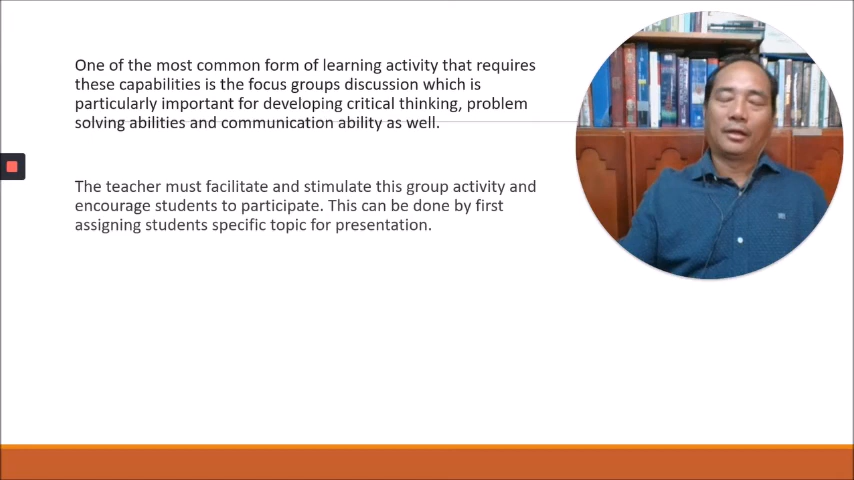 One of the most common form of learning activity that requires
these capabilities is the focus groups discussion which is
particularly important for developing critical thinking, problem
solving abilities and communication ability as well.
The teacher must facilitate and stimulate this group activity and
encourage students to participate. This can be done by first
assigning students specific topic for presentation.